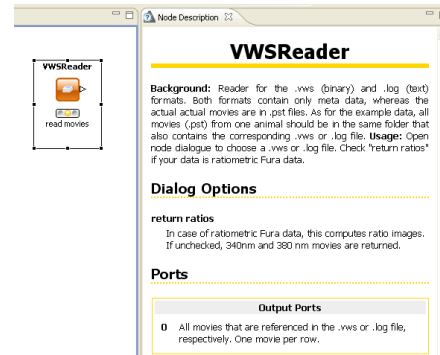 Node Description
VWSReader
read movies
VWSReader
Background: Reader for the .vws (binary) and .log (text)
formats. Both formats contain only meta data, whereas the
actual actual movies are in .pst files. As for the example data, all
movies (.pst) from one animal should be in the same folder that
also contains the corresponding .vws or .log file. Usage: Open
node dialogue to choose a .vws or .log file. Check "return ratios"
if your data is ratiometric Fura data.
Dialog Options
return ratios
In case of ratiometric Fura data, this computes ratio images.
If unchecked, 340nm and 380 nm movies are returned.
Ports
Output Ports
0 All movies that are referenced in the .vws or .log file,
respectively. One movie per row.